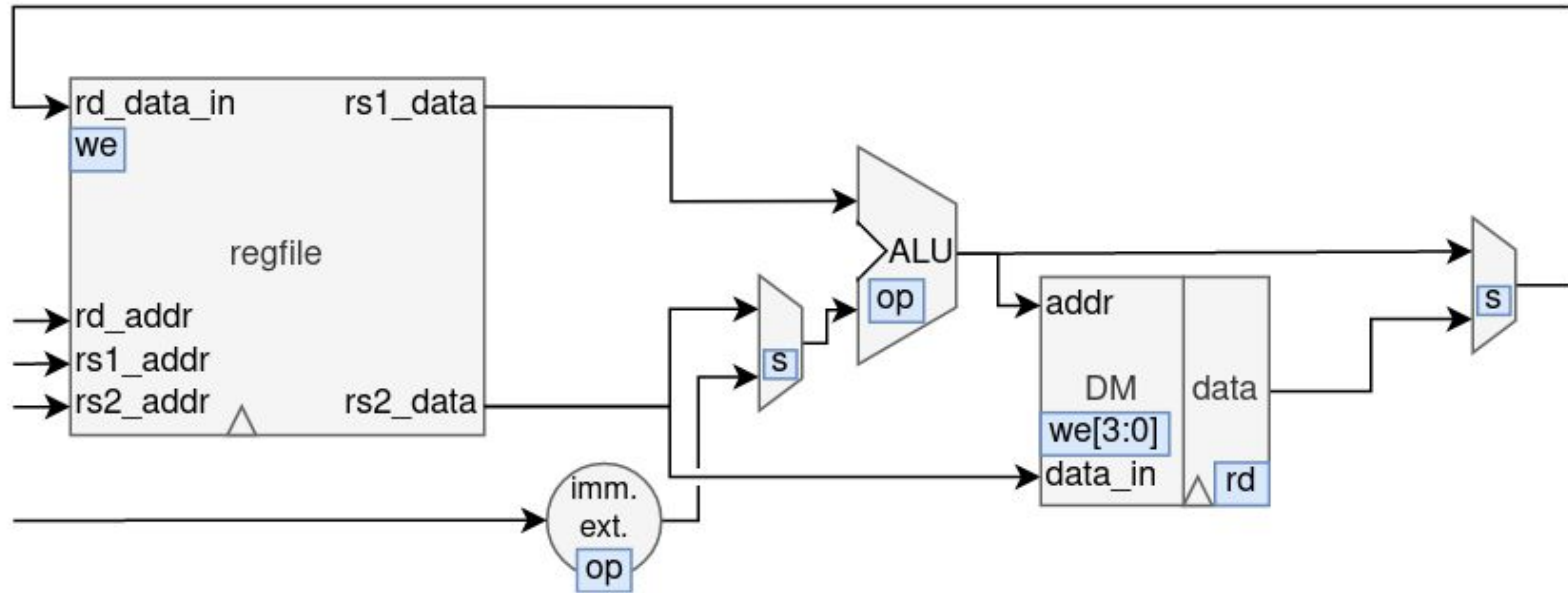 rd_data_in rs1_data
we
regfile
rd_addr
rs1_addr
rs2_addr rs2_data
imm.
ext.
op
s
ALU
op
addr
DM data
we[3:0]
data_in rd
s